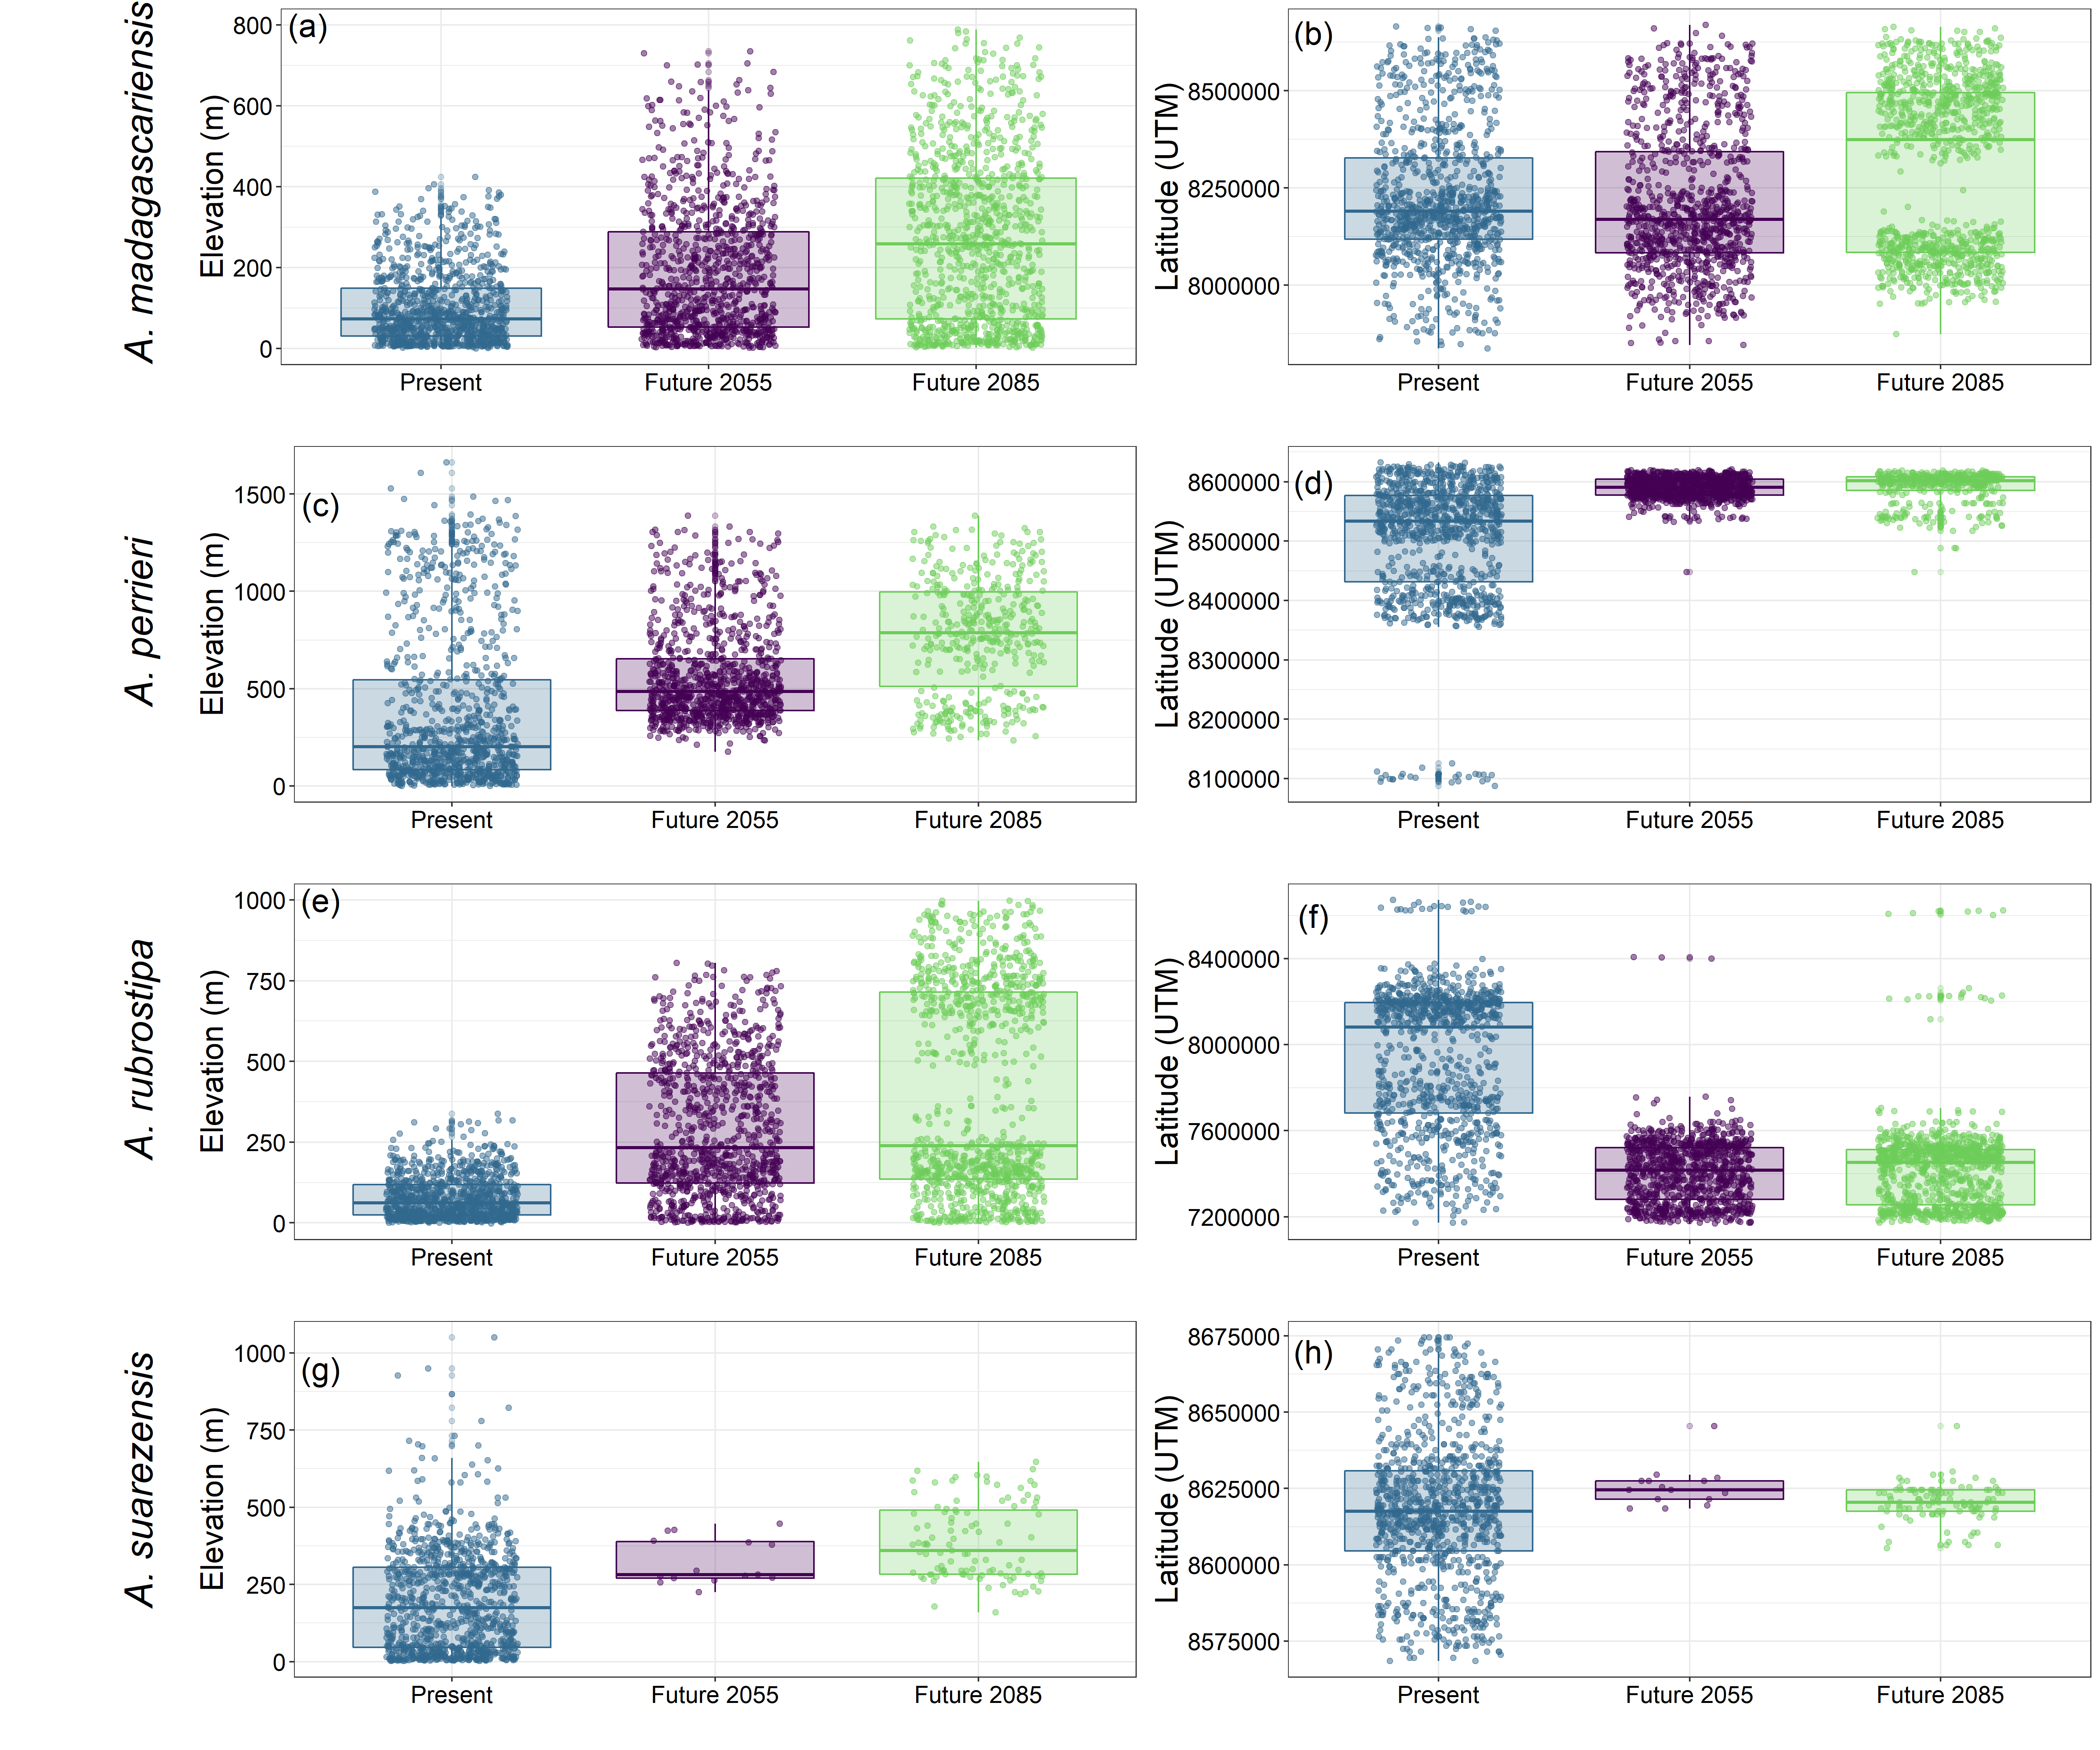 A. madagascariensis
(a)
Elevation (m)
800
600
400
200
0
Present Future 2055 Future 2085
(b)
Latitude (UTM)
8500000
8250000
8000000
Present Future 2055 Future 2085
A. perrieri
(c)
Elevation (m)
1500
1000
500
0
Present Future 2055 Future 2085
(d)
Latitude (UTM)
8600000
8500000
8400000
8300000
8200000
8100000
Present Future 2055 Future 2085
A. rubrostipa
(e)
Elevation (m)
1000
750
500
250
0
Present Future 2055 Future 2085
(f)
Latitude (UTM)
8400000
8000000
7600000
7200000
Present Future 2055 Future 2085
A. suarezensis
(g)
Elevation (m)
1000
750
500
250
0
Present Future 2055 Future 2085
(h)
Latitude (UTM)
8675000
8650000
8625000
8600000
8575000
Present Future 2055 Future 2085